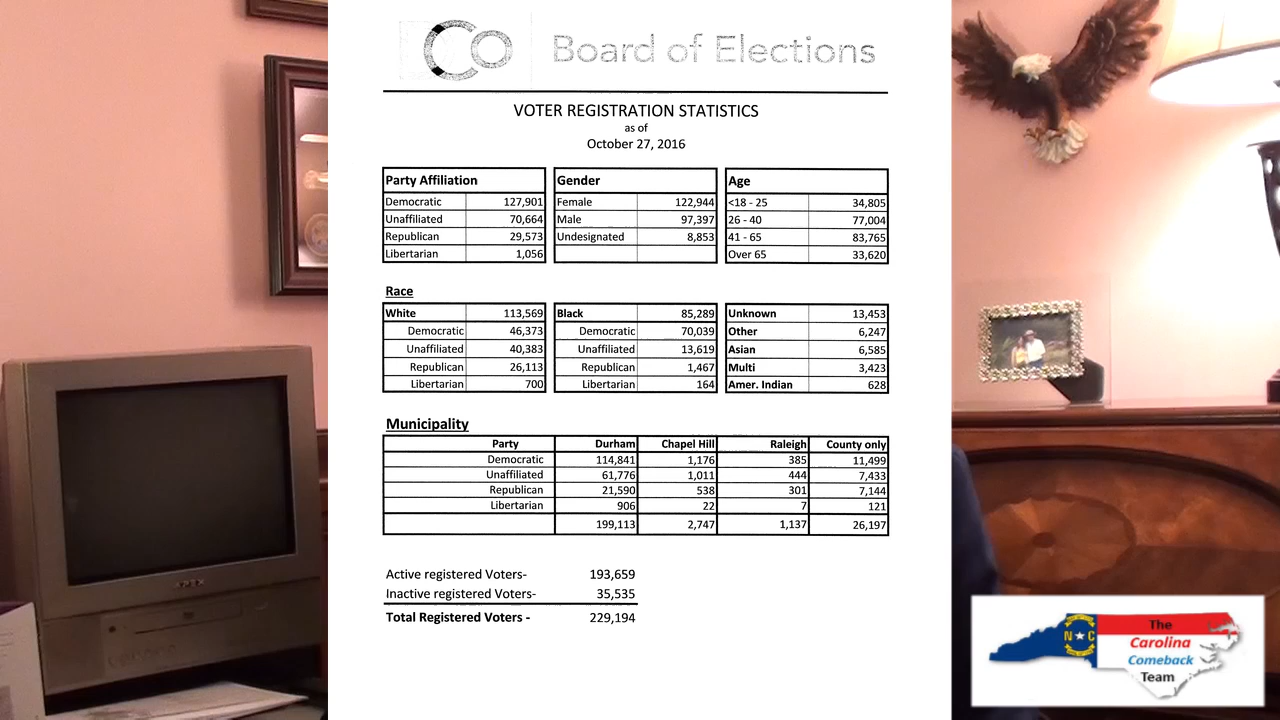 CO Board of Elections
VOTER REGISTRATION STATISTICS
as of
October 27, 2016
Party Affiliation Gender Age
Democratic 127,901 Female 122,944 <18 - 25 34,805
Unaffiliated 70,664 Male 97,397 26 - 40 77,004
Republican 29,573 Undesignated 8,853 41 - 65 83,765
Libertarian 1,056 Over 65 33,620
Race
White 113,569 Black 85,289 Unknown 13,453
Democratic 46,373 Democratic 70,039 Other 6,247
Unaffiliated 40,383 Unaffiliated 13,619 Asian 6,585
Republican 26,113 Republican 1,467 Multi 3,423
Libertarian 700 Libertarian 164 Amer. Indian 628
Municipality
Party Durham Chapel Hill Raleigh County only
Democratic 114,841 1,176 385 11,499
Unaffiliated 61,776 1,011 444 7,433
Republican 21,590 538 301 7,144
Libertarian 906 22 7 121
199,113 2,747 1,137 26,197
Active registered Voters- 193,659
Inactive registered Voters- 35,535
Total Registered Voters - 229,194
APEX
N C
The
Carolina
Comeback
Team